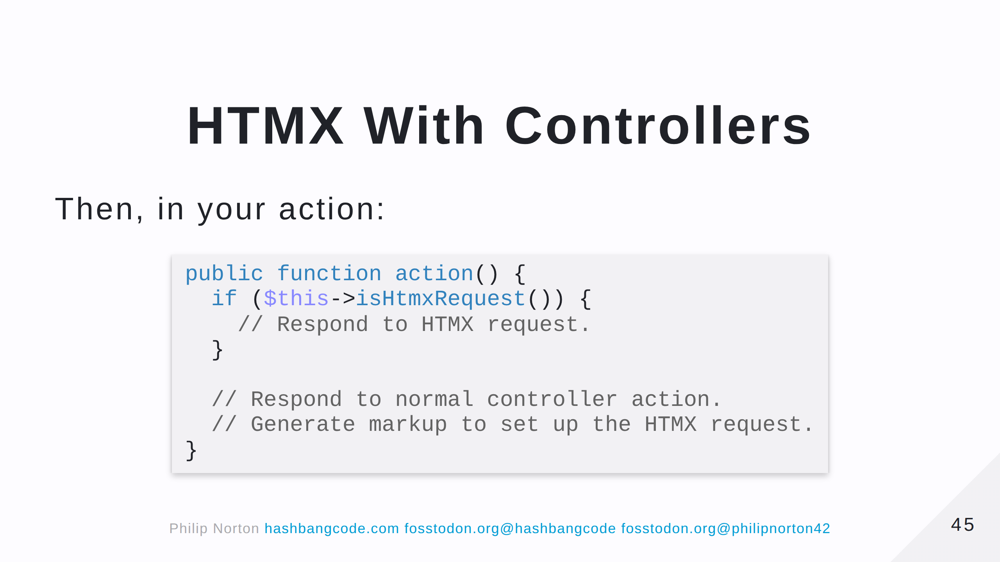 HTMX With Controllers
Then, in your action:
public function action() {
  if ($this->isHtmxRequest()) {
    // Respond to HTMX request.
  }

  // Respond to normal controller action.
  // Generate markup to set up the HTMX request.
}
Philip Norton hashbangcode.com fosstodon.org@hashbangcode fosstodon.org@philipnorton42
45